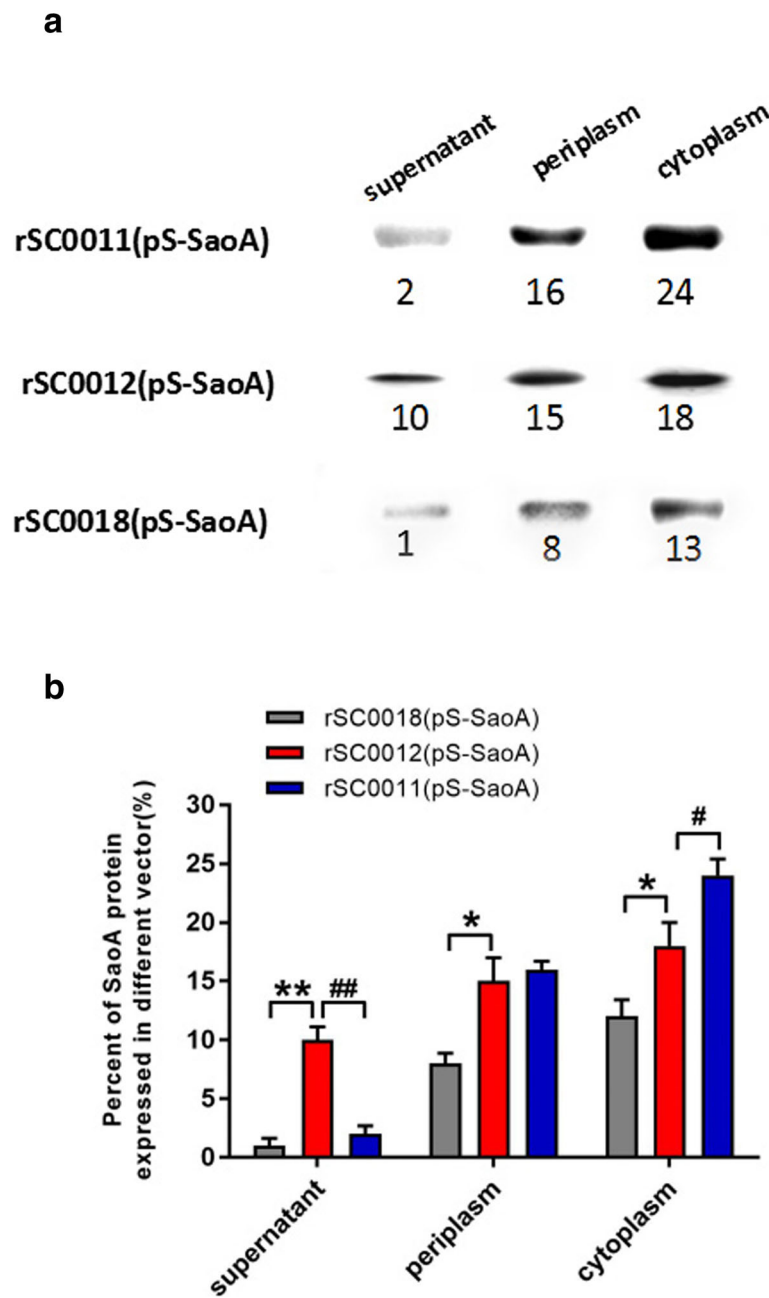 a
supernatant periplasm cytoplasm
rSC0011(pS-SaoA)
2 16 24
rSC0012(pS-SaoA)
10 15 18
rSC0018(pS-SaoA)
1 8 13
b
rSC0018(pS-SaoA)
rSC0012(pS-SaoA)
rSC0011(pS-SaoA)
Percent of SaoA protein
expressed in different vector(%)
30
25
20
15
10
5
0
** ##
*
* #
supernatant periplasm cytoplasm